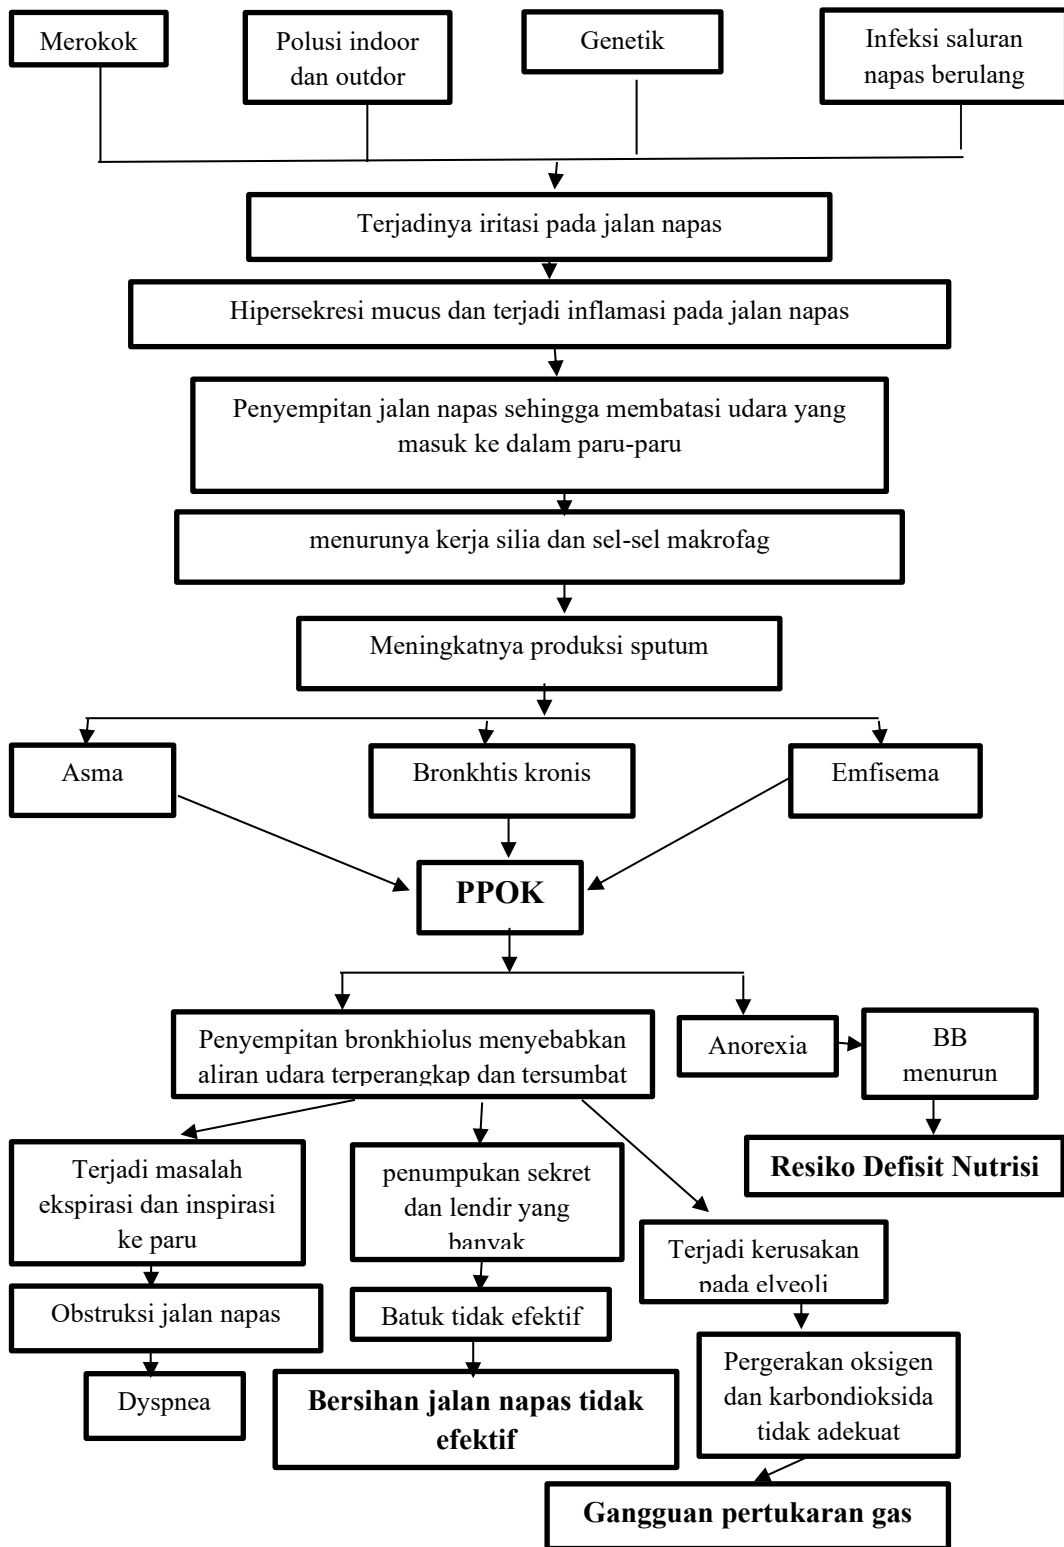 Merokok
Polusi indoor
dan outdor
Genetik
Infeksi saluran
napas berulang
Terjadinya iritasi pada jalan napas
Hipersekresi mucus dan terjadi inflamasi pada jalan napas
Penyempitan jalan napas sehingga membatasi udara yang
masuk ke dalam paru-paru
menurunya kerja silia dan sel-sel makrofag
Meningkatnya produksi sputum
Asma
Bronkhtis kronis
Emfisema
PPOK
Penyempitan bronkhiolus menyebabkan
aliran udara terperangkap dan tersumbat
Anorexia
BB
menurun
Resiko Defisit Nutrisi
Terjadi masalah
ekspirasi dan inspirasi
ke paru
penumpukan sekret
dan lendir yang
banyak
Terjadi kerusakan
pada elveoli
Obstruksi jalan napas
Batuk tidak efektif
Pergerakan oksigen
dan karbondioksida
tidak adekuat
Dyspnea
Bersihan jalan napas tidak
efektif
Gangguan pertukaran gas